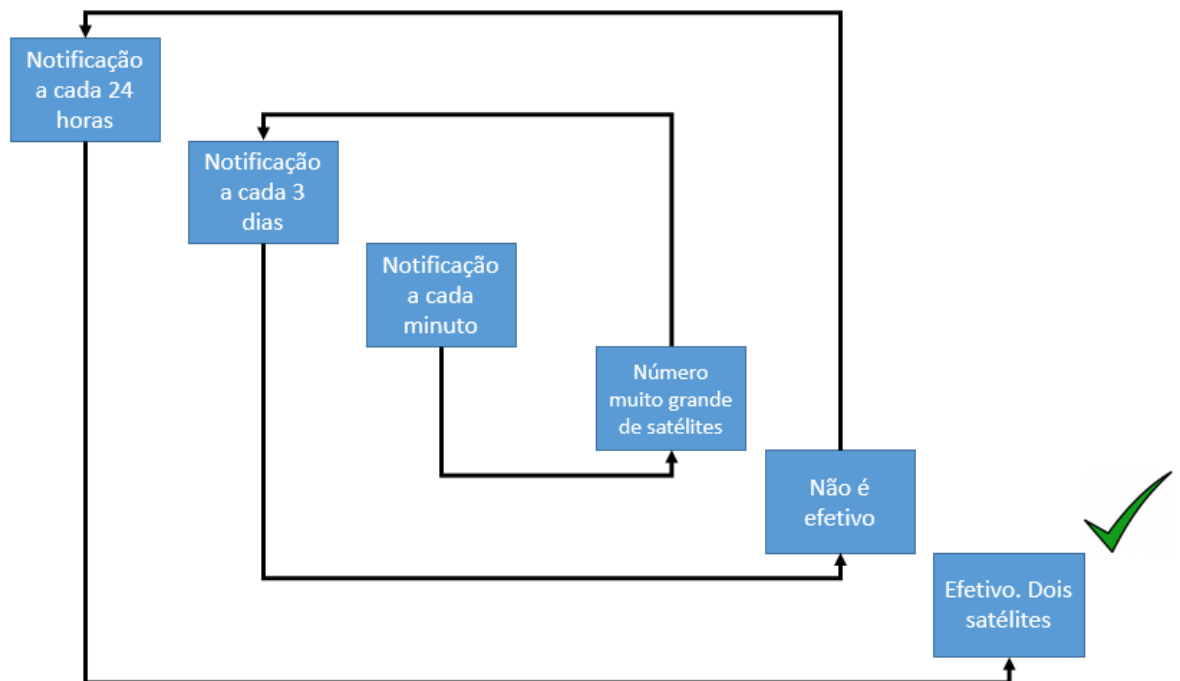 Notificação
a cada 24
horas
Notificação
a cada 3
dias
Notificação
a cada
minuto
Número
muito grande
de satélites
Não é
efetivo
Efetivo. Dois
satélites